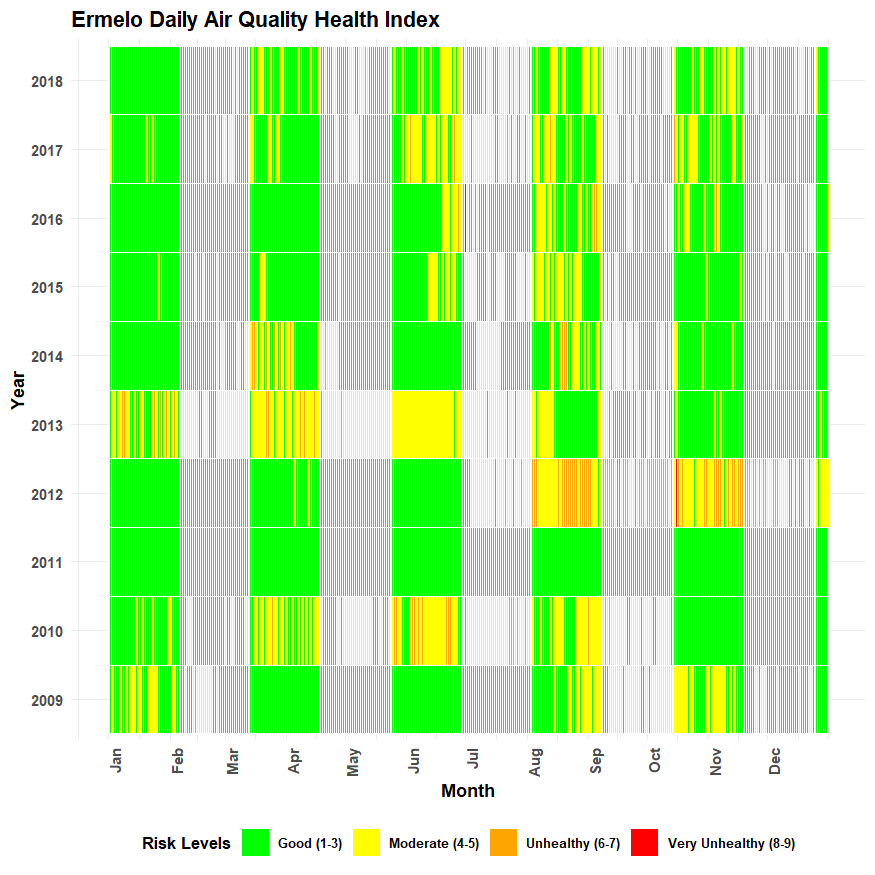 Ermelo Daily Air Quality Health Index
2018
2017
2016
2015
2014
2013
2012
2011
2010
2009
Year
Jan
Feb
Mar
Apr
May
Jun
Jul
Aug
Sep
Oct
Nov
Dec
Month
Risk Levels Good (1-3) Moderate (4-5) Unhealthy (6-7) Very Unhealthy (8-9)